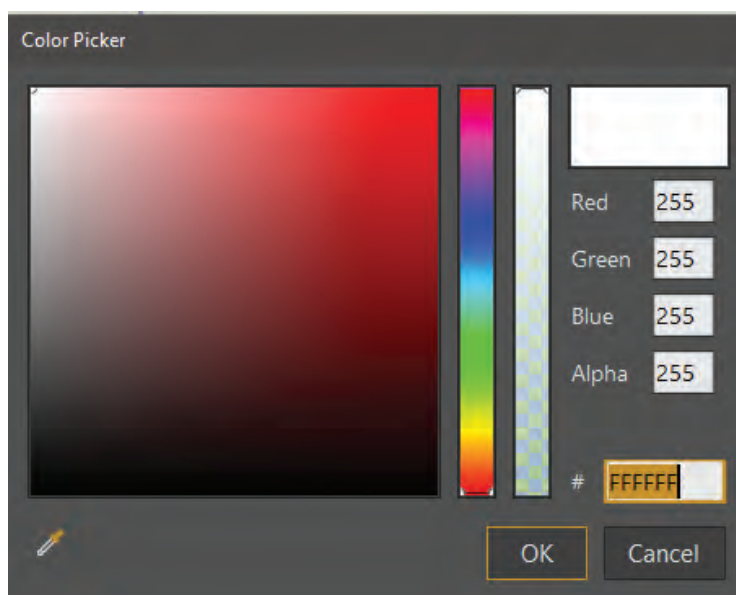 Color Picker
Red 255
Green 255
Blue 255
Alpha 255
# FFFFFF
OK Cancel